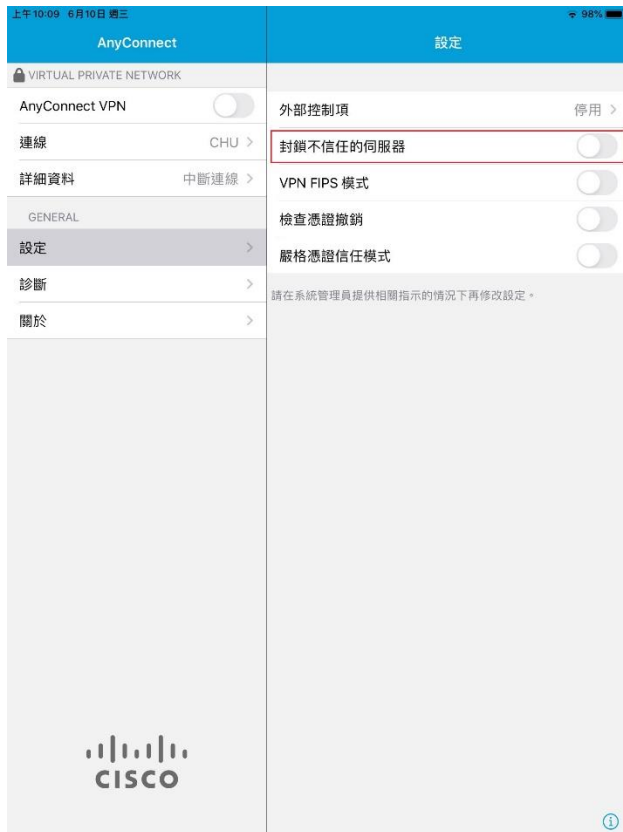 上午10:09 6月10日 週三
98%
AnyConnect
VIRTUAL PRIVATE NETWORK
AnyConnect VPN
連線 CHU
詳細資料 中斷連線
GENERAL
設定
診斷
關於
CISCO
設定
外部控制項 停用
封鎖不信任的伺服器
VPN FIPS 模式
檢查憑證撤銷
嚴格憑證信任模式
請在系統管理員提供相關指示的情況下再修改設定。